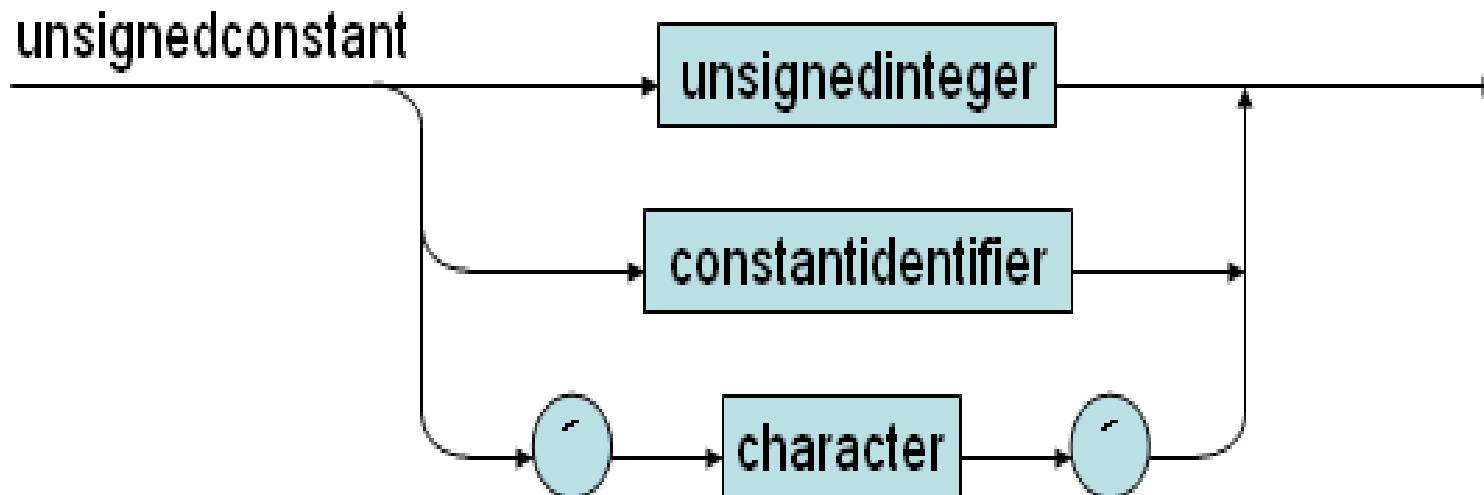 unsignedconstant
unsignedinteger
constantidentifier
´ character ´